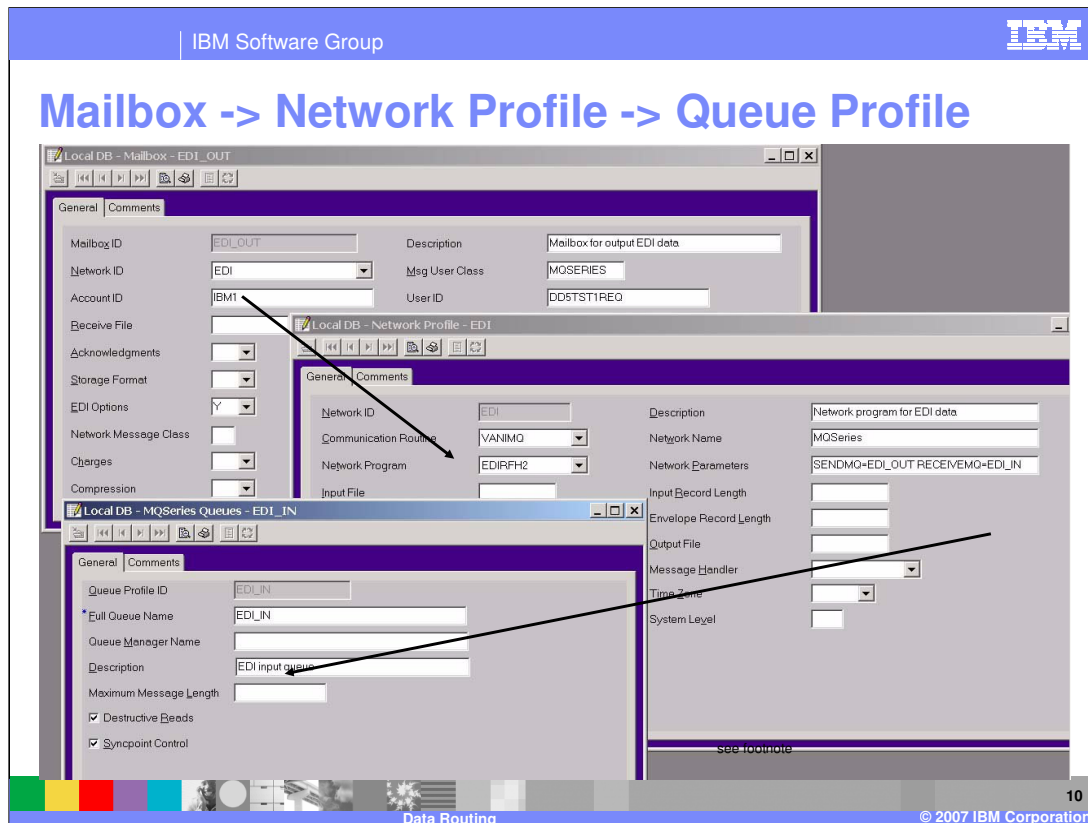 IBM Software Group
IBM
Mailbox -> Network Profile -> Queue Profile
Local DB - Mailbox - EDI_OUT
General Comments
Mailbox ID EDI_OUT Description Mailbox for output EDI data
Network ID EDI Msg User Class MQSERIES
Account ID IBM1 User ID DD5TST1REQ
Receive File
Acknowledgments
Storage Format
EDI Options Y
Network Message Class
Charges
Compression
Local DB - Network Profile - EDI
General Comments
Network ID EDI Description Network program for EDI data
Communication Routine VANIMQ Network Name MQSeries
Network Program EDIRFH2 Network Parameters SENDMQ=EDI_OUT RECEIVEMQ=EDI_IN
Input File Input Record Length
Envelope Record Length
Output File
Message Handler
Time Zone
System Level
Local DB - MQSeries Queues - EDI_IN
General Comments
Queue Profile ID EDI_IN
*Full Queue Name EDI_IN
Queue Manager Name
Description EDI input queue
Maximum Message Length
Destructive Reads
Syncpoint Control
see footnote
10
Data Routing
© 2007 IBM Corporation